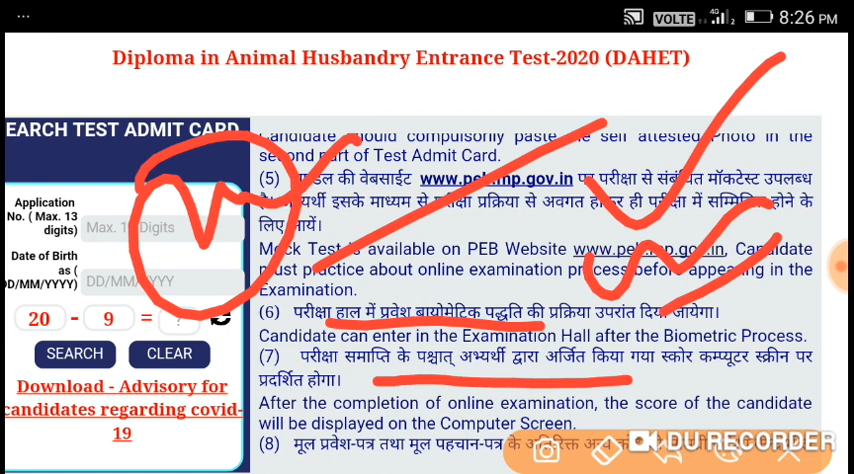 VOLTE 4G 2 8:26 PM
Diploma in Animal Husbandry Entrance Test-2020 (DAHET)
EARCH TEST ADMIT CARD
Application
No. ( Max. 13
digits)
Max. 13 Digits
Date of Birth
as (
DD/MM/YYYY)
DD/MM/YYYY
20 - 9 = ?
SEARCH CLEAR
Download - Advisory for
candidates regarding covid-
19
Candidate should compulsorily paste the self attested Photo in the
second part of Test Admit Card.
(5) की वेबसाईट www.peb.mp.gov.in पर परीक्षा से संबंधित मॉकटेस्ट उपलब्ध
इसके माध्यम से परीक्षा प्रक्रिया से अवगत होकर ही परीक्षा में सम्मिलित होने के
लिए जायें।
Mock Test is available on PEB Website www.peb.mp.gov.in, Candidate
must practice about online examination process before appearing in the
Examination.
(6) परीक्षा हाल में प्रवेश बायोमेटिक पद्धति की प्रक्रिया उपरांत दिया जायेगा।
Candidate can enter in the Examination Hall after the Biometric Process.
(7) परीक्षा समाप्ति के पश्चात् अभ्यर्थी द्वारा अर्जित किया गया स्कोर कम्प्यूटर स्क्रीन पर
प्रदर्शित होगा।
After the completion of online examination, the score of the candidate
will be displayed on the Computer Screen.
(8) मूल प्रवेश-पत्र तथा मूल पहचान-पत्र के
DU RECORDER